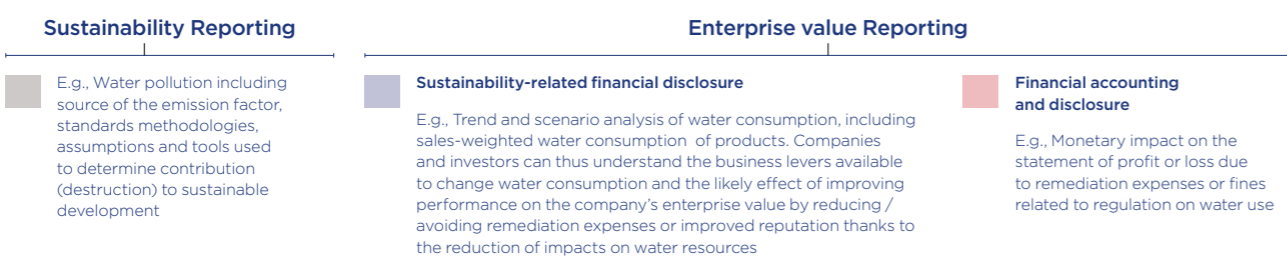 Sustainability Reporting
E.g., Water pollution including
source of the emission factor,
standards methodologies,
assumptions and tools used
to determine contribution
(destruction) to sustainable
development
Enterprise value Reporting
Sustainability-related financial disclosure
E.g., Trend and scenario analysis of water consumption, including
sales-weighted water consumption of products. Companies
and investors can thus understand the business levers available
to change water consumption and the likely effect of improving
performance on the company's enterprise value by reducing /
avoiding remediation expenses or improved reputation thanks to
the reduction of impacts on water resources
Financial accounting
and disclosure
E.g., Monetary impact on the
statement of profit or loss due
to remediation expenses or fines
related to regulation on water use